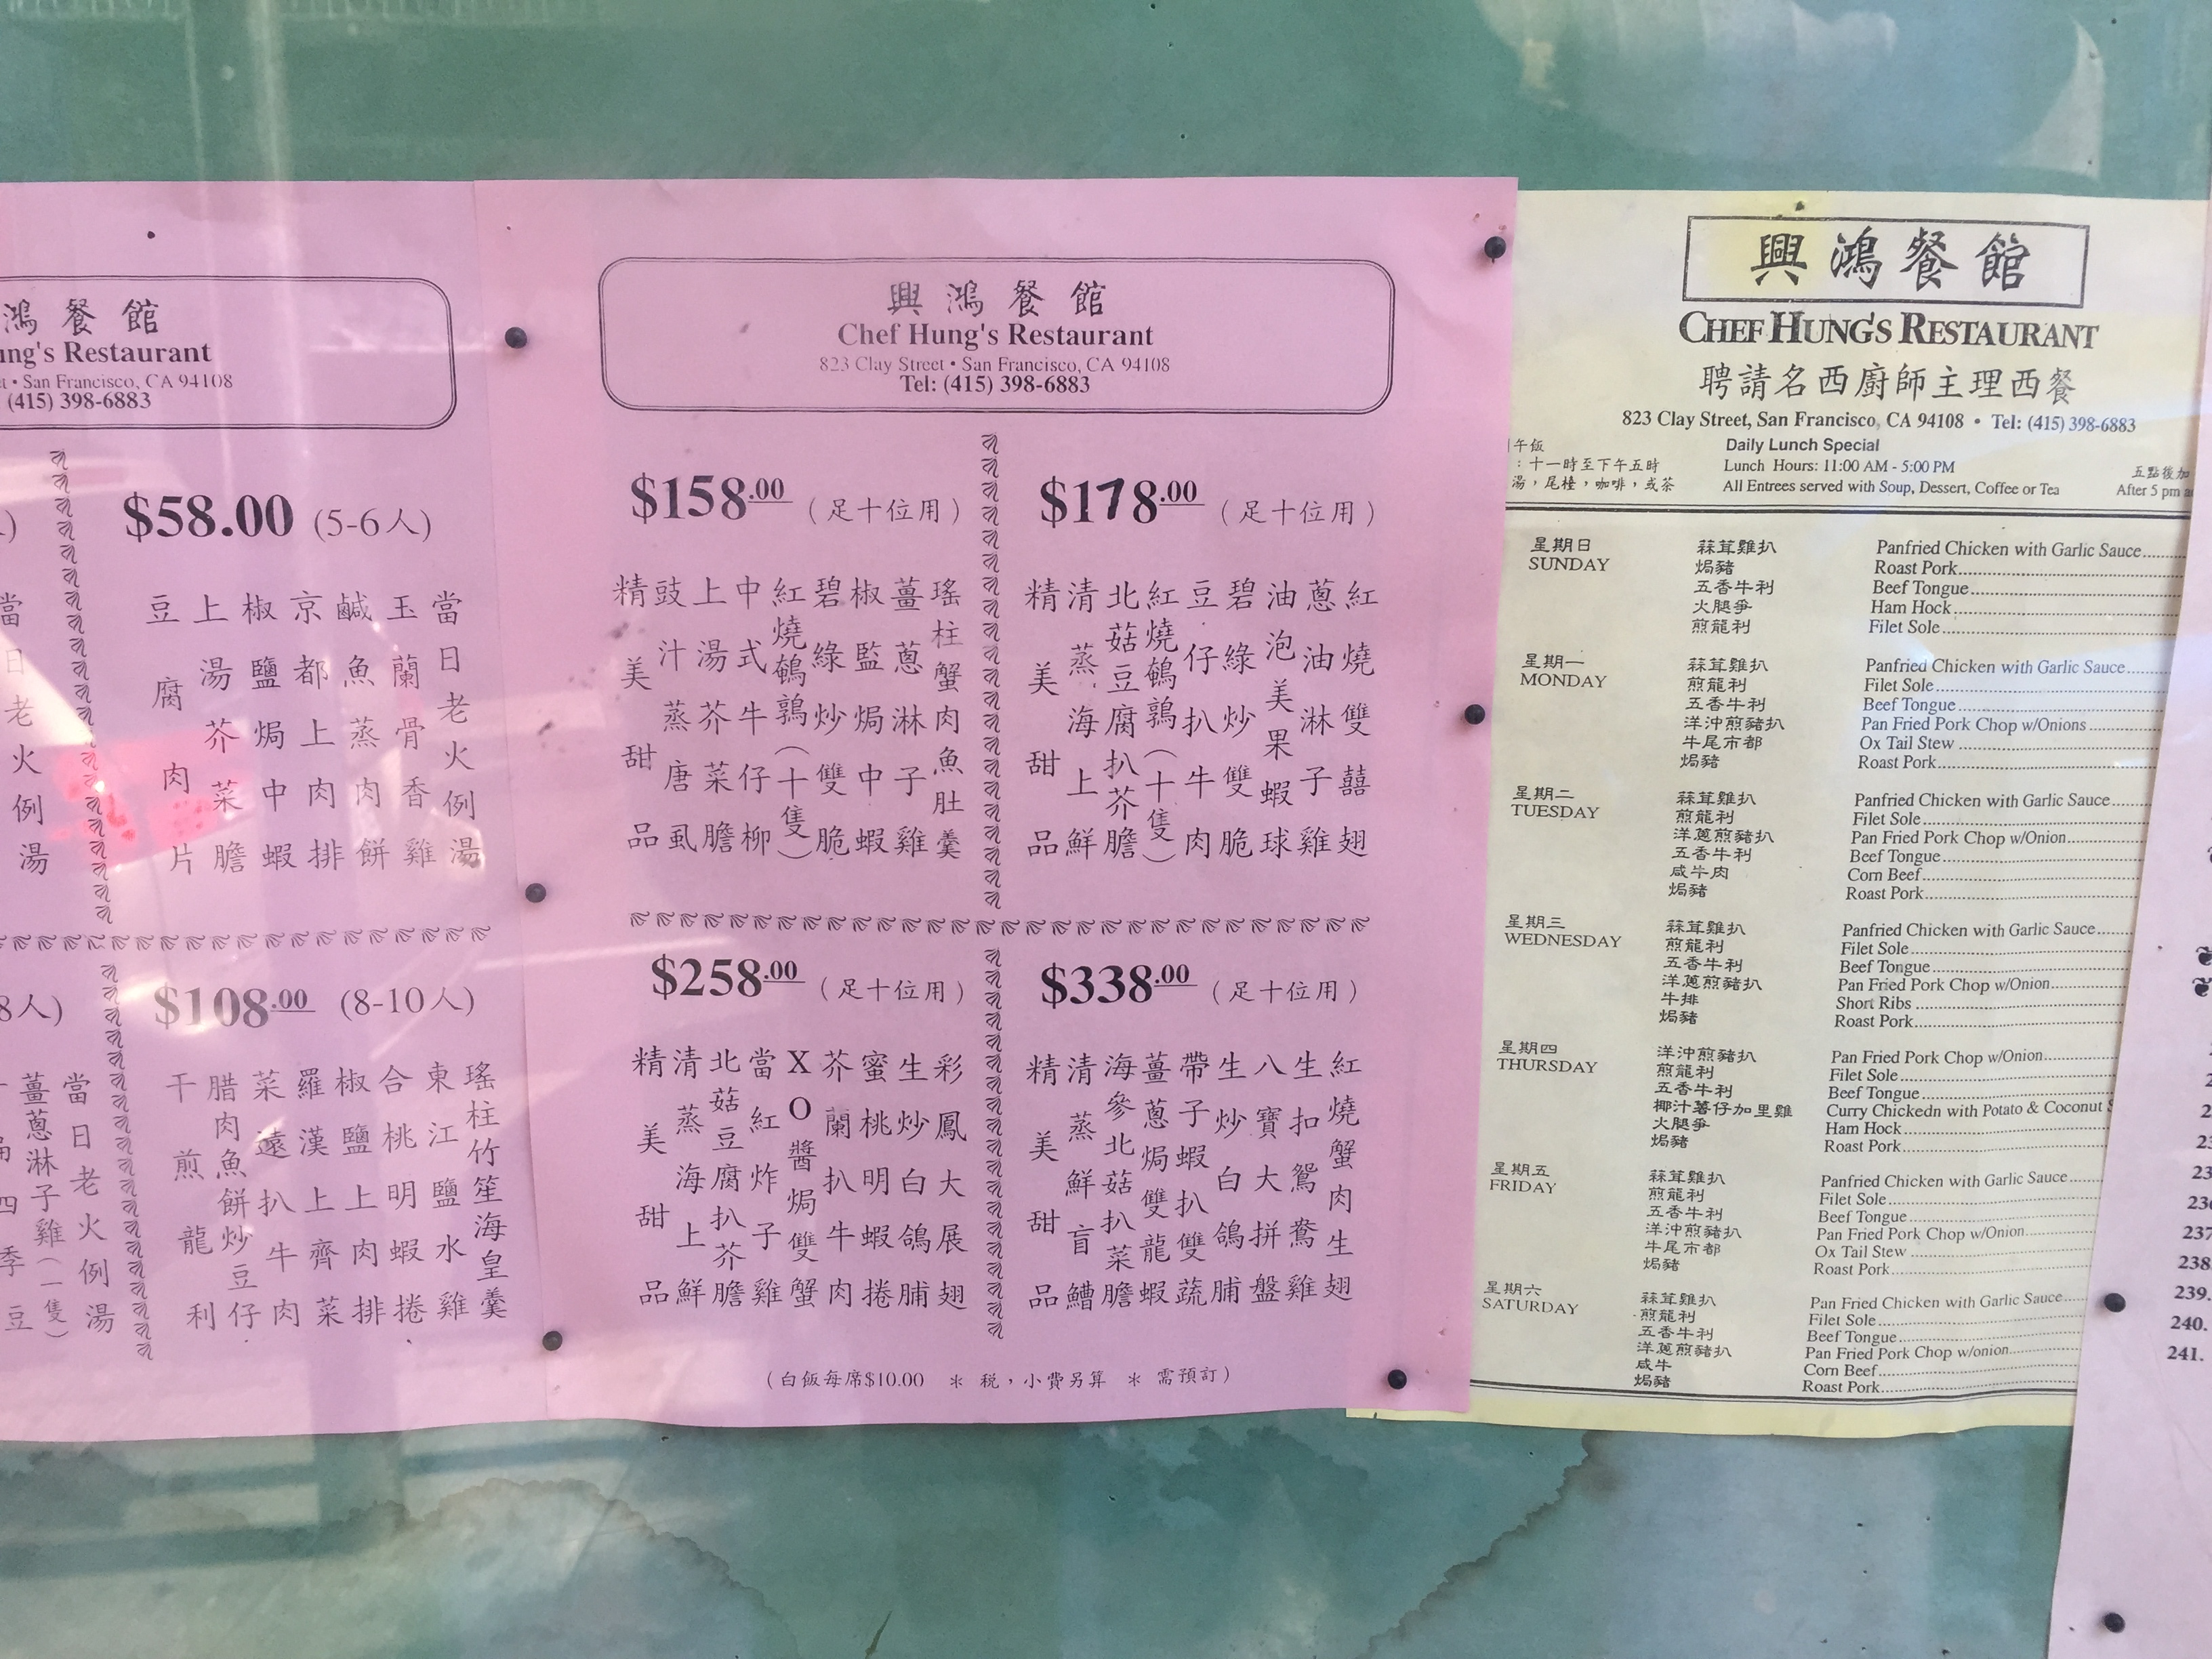 鴻餐館
ung's Restaurant
• San Francisco, CA 94108
(415) 398-6883
$58.00 (5-6人)
當日老火例湯
玉蘭骨香雞
鹹魚蒸肉餅
京都上肉排
椒鹽焗中蝦
上湯芥菜膽
豆腐肉片
當日老火例湯
8人)
$108.00 (8-10人)
瑤柱竹笙海皇羹
東江鹽水雞
合桃明蝦捲
椒鹽上肉排
羅漢上齊菜
菜遠扒牛肉
腊肉魚餅炒豆仔
干煎龍利
當日老火例湯
薑蔥淋子雞(一隻)
四季豆
興鴻餐館
Chef Hung's Restaurant
823 Clay Street • San Francisco, CA 94108
Tel: (415) 398-6883
$158.00 (足十位用)
瑤柱蟹肉魚肚羹
薑蔥淋子雞
椒監焗中蝦
碧綠炒雙脆
紅燒鵪鶉(十隻)
中式牛仔柳
上湯芥菜膽
豉汁蒸唐虱
精美甜品
$178.00 (足十位用)
紅燒雙囍翅
蔥油淋子雞
油泡美果蝦球
碧綠炒雙脆
豆仔扒牛肉
紅燒鵪鶉(十隻)
北菇豆腐扒芥膽
清蒸海上鮮
精美甜品
$258.00 (足十位用)
彩鳳大展翅
生炒白鴿脯
蜜桃明蝦捲
芥蘭扒牛肉
XO醬焗雙蟹
當紅炸子雞
北菇豆腐扒芥膽
清蒸海上鮮
精美甜品
$338.00 (足十位用)
紅燒蟹肉生翅
生扣鴛鴦雞
八寶大拼盤
生炒白鴿脯
帶子蝦扒雙蔬
薑蔥焗雙龍蝦
海參北菇扒菜膽
清蒸鮮盲鰽
精美甜品
(白飯每席$10.00 * 税，小費另算 * 需預訂)
興鴻餐館
CHEF HUNG'S RESTAURANT
聘請名西廚師主理西餐
823 Clay Street, San Francisco, CA 94108 • Tel: (415) 398-6883
午飯 Daily Lunch Special
：十一時至下午五時 Lunch Hours: 11:00 AM - 5:00 PM 五點後加
湯，尾檯，咖啡，或茶 All Entrees served with Soup, Dessert, Coffee or Tea After 5 pm
星期日 蒜茸雞扒 Panfried Chicken with Garlic Sauce
SUNDAY 焗豬 Roast Pork
五香牛利 Beef Tongue
火腿爭 Ham Hock
煎龍利 Filet Sole
星期一 蒜茸雞扒 Panfried Chicken with Garlic Sauce
MONDAY 煎龍利 Filet Sole
五香牛利 Beef Tongue
洋沖煎豬扒 Pan Fried Pork Chop w/Onions
牛尾市都 Ox Tail Stew
焗豬 Roast Pork
星期二 蒜茸雞扒 Panfried Chicken with Garlic Sauce
TUESDAY 煎龍利 Filet Sole
洋蔥煎豬扒 Pan Fried Pork Chop w/Onion
五香牛利 Beef Tongue
咸牛肉 Corn Beef
焗豬 Roast Pork
星期三 蒜茸雞扒 Panfried Chicken with Garlic Sauce
WEDNESDAY 煎龍利 Filet Sole
五香牛利 Beef Tongue
洋蔥煎豬扒 Pan Fried Pork Chop w/Onion
牛排 Short Ribs
焗豬 Roast Pork
星期四 洋沖煎豬扒 Pan Fried Pork Chop w/Onion
THURSDAY 煎龍利 Filet Sole
五香牛利 Beef Tongue
椰汁薯仔加里雞 Curry Chickedn with Potato & Coconut
火腿爭 Ham Hock
焗豬 Roast Pork
星期五 蒜茸雞扒 Panfried Chicken with Garlic Sauce
FRIDAY 煎龍利 Filet Sole
五香牛利 Beef Tongue
洋沖煎豬扒 Pan Fried Pork Chop w/Onion
牛尾市都 Ox Tail Stew
焗豬 Roast Pork
星期六 蒜茸雞扒 Pan Fried Chicken with Garlic Sauce
SATURDAY 煎龍利 Filet Sole
五香牛利 Beef Tongue
洋蔥煎豬扒 Pan Fried Pork Chop w/onion
咸牛 Corn Beef
焗豬 Roast Pork
237
238.
239.
240.
241.